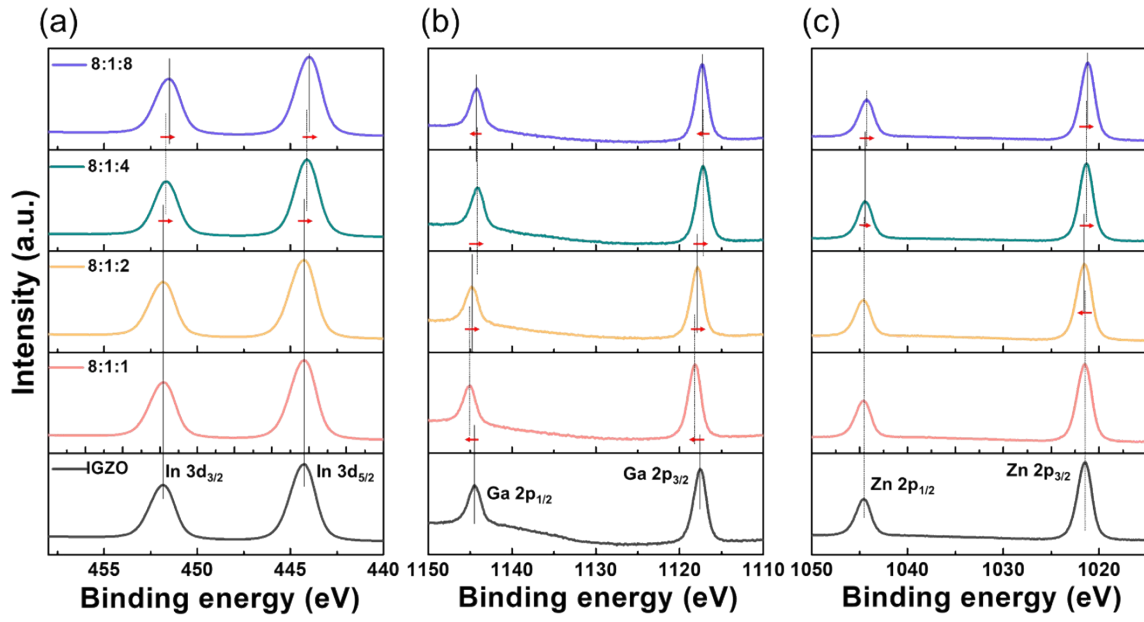 (a)
(b)
(c)
Intensity (a.u.)
8:1:8
8:1:4
8:1:2
8:1:1
IGZO
In 3d3/2
In 3d5/2
Ga 2p1/2
Ga 2p3/2
Zn 2p1/2
Zn 2p3/2
455 450 445 440
1150 1140 1130 1120 1110
1050 1040 1030 1020
Binding energy (eV)
Binding energy (eV)
Binding energy (eV)